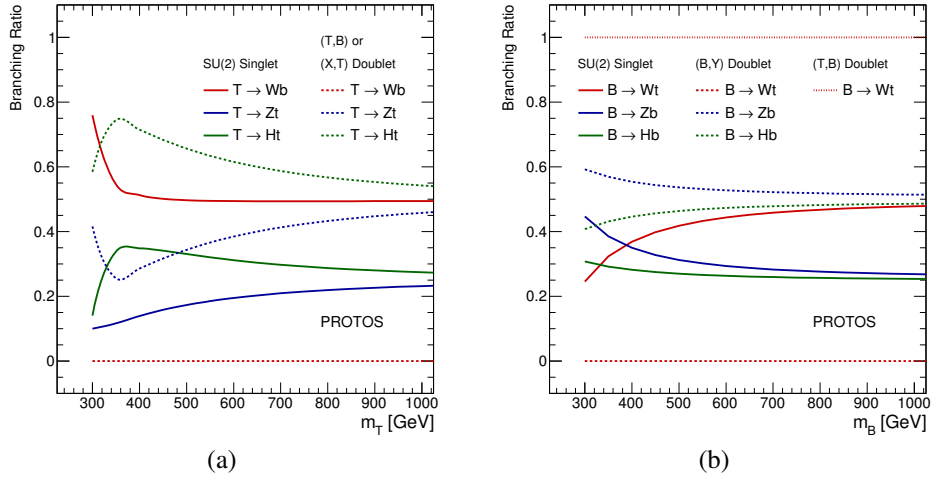 Branching Ratio
1
0.8
0.6
0.4
0.2
0
(T,B) or
SU(2) Singlet (X,T) Doublet
T → Wb T → Wb
T → Zt T → Zt
T → Ht T → Ht
PROTOS
300 400 500 600 700 800 900 1000
m_T [GeV]
(a)
Branching Ratio
1
0.8
0.6
0.4
0.2
0
SU(2) Singlet (B,Y) Doublet (T,B) Doublet
B → Wt B → Wt B → Wt
B → Zb B → Zb
B → Hb B → Hb
PROTOS
300 400 500 600 700 800 900 1000
m_B [GeV]
(b)